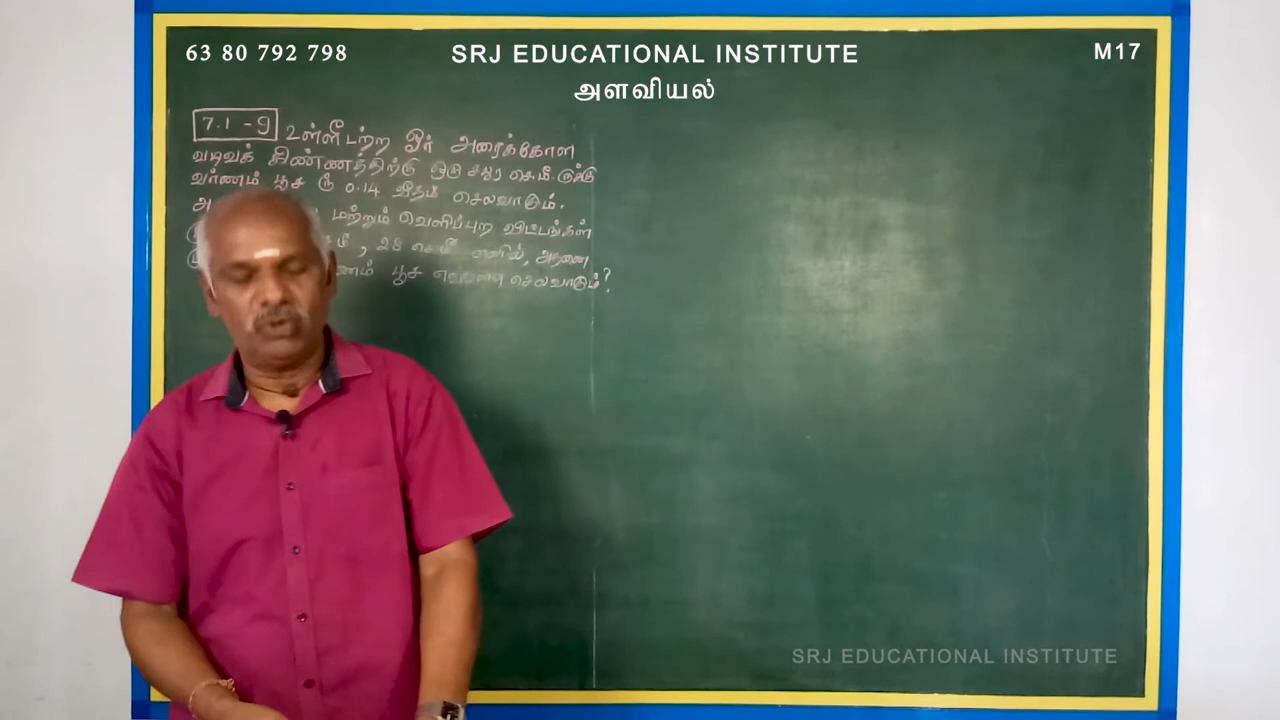 63 80 792 798
SRJ EDUCATIONAL INSTITUTE
M17
அளவியல்
7.1 - 9 உள்ளீடற்ற ஓர் அரைக்கோள
வடிவக் கிண்ணத்திற்கு ஒரு சதுர செ.மீ.ருக்கு
வர்ணம் பூச ரூ 0.14 வீதம் செலவாகும்.
மற்றும் வெளிப்புற விட்டங்கள்
, 28 செ.மீ எனில், அதனை
பூச எவ்வளவு செலவாகும்?
SRJ EDUCATIONAL INSTITUTE